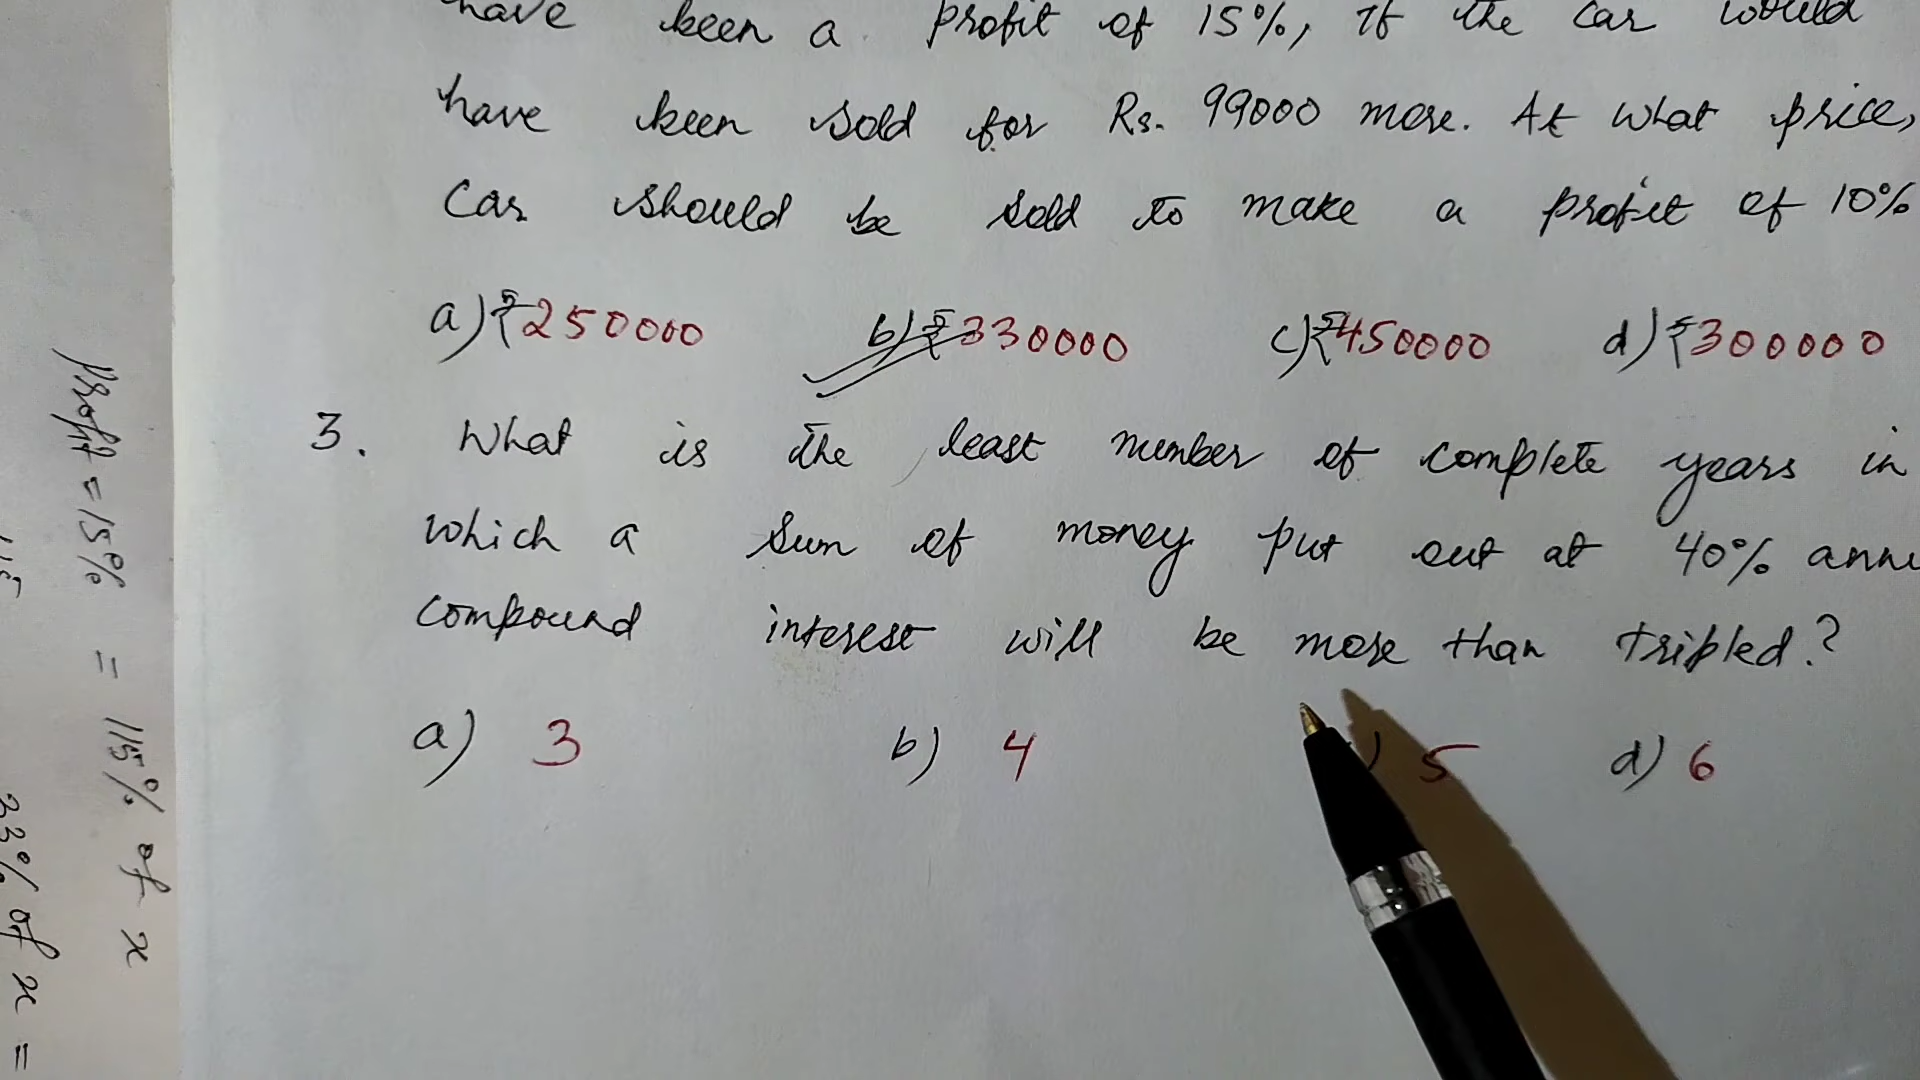 have been a profit of 15%, If the car would
have been sold for Rs. 99000 more. At what price,
Car should be sold to make a profit of 10%
a) ₹250000 b) ₹330000 c) ₹450000 d) ₹300000
3. What is the least number of complete years in
which a sum of money put out at 40% annu
compound interest will be more than tripled?
a) 3 b) 4 ) 5 d) 6
Profit = 15% = 115% of x
33% of x =